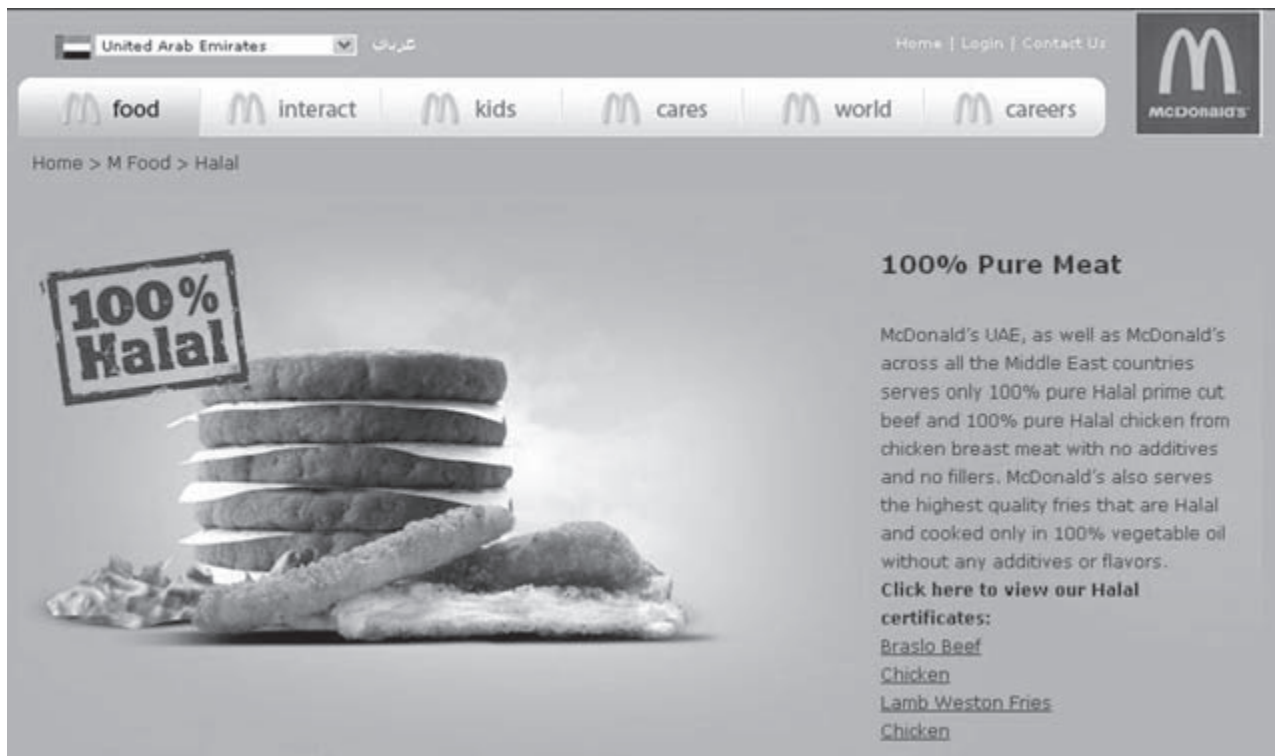 United Arab Emirates عربي Home | Login | Contact Us
McDonald's
food interact kids cares world careers
Home > M Food > Halal
100%
Halal
100% Pure Meat
McDonald's UAE, as well as McDonald's
across all the Middle East countries
serves only 100% pure Halal prime cut
beef and 100% pure Halal chicken from
chicken breast meat with no additives
and no fillers. McDonald's also serves
the highest quality fries that are Halal
and cooked only in 100% vegetable oil
without any additives or flavors.
Click here to view our Halal
certificates:
Braslo Beef
Chicken
Lamb Weston Fries
Chicken